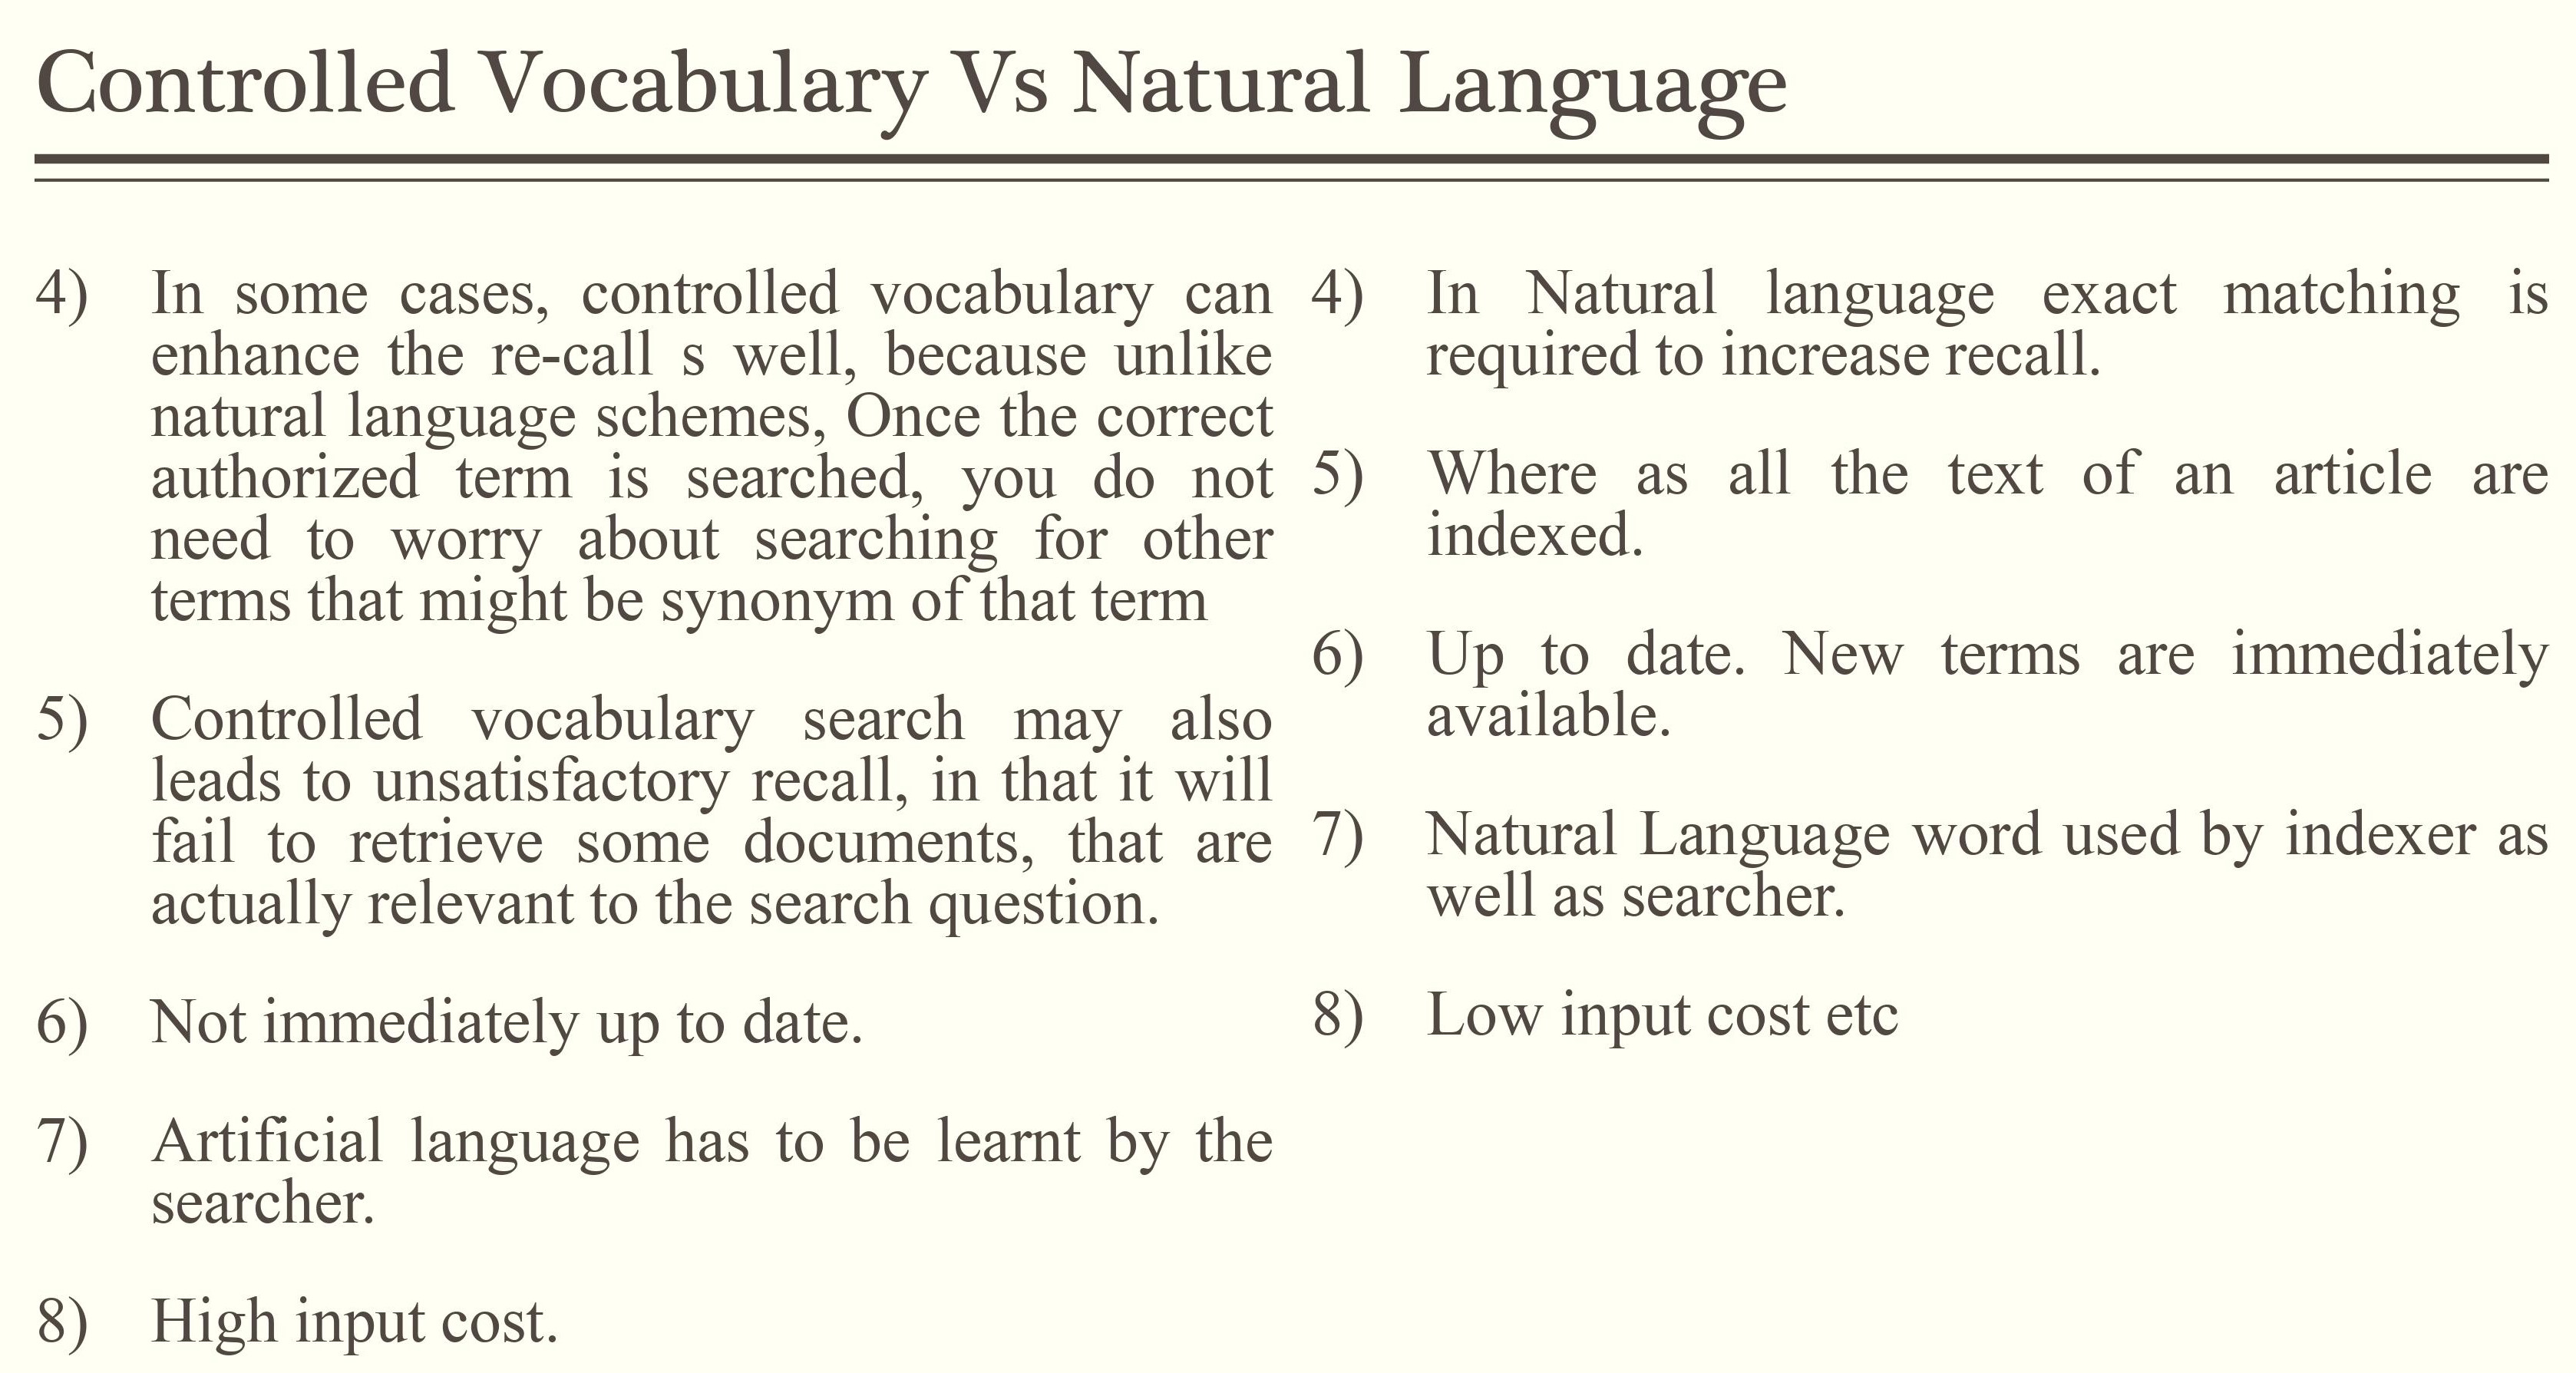 Controlled Vocabulary Vs Natural Language
4) In some cases, controlled vocabulary can
enhance the re-call s well, because unlike
natural language schemes, Once the correct
authorized term is searched, you do not
need to worry about searching for other
terms that might be synonym of that term
5) Controlled vocabulary search may also
leads to unsatisfactory recall, in that it will
fail to retrieve some documents, that are
actually relevant to the search question.
6) Not immediately up to date.
7) Artificial language has to be learnt by the
searcher.
8) High input cost.
4) In Natural language exact matching is
required to increase recall.
5) Where as all the text of an article are
indexed.
6) Up to date. New terms are immediately
available.
7) Natural Language word used by indexer as
well as searcher.
8) Low input cost etc